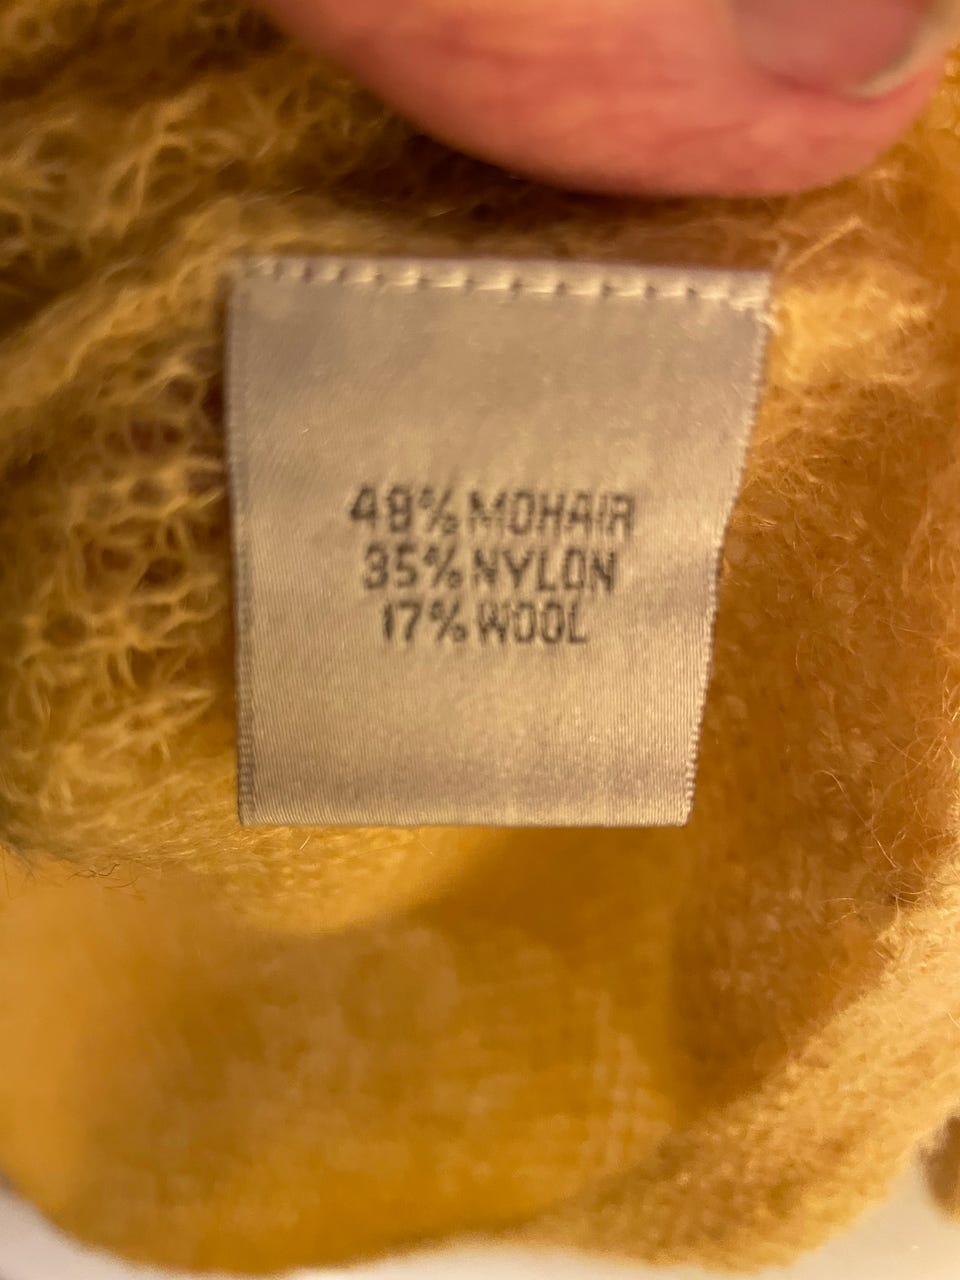 48% MOHAIR
35% NYLON
17% WOOL